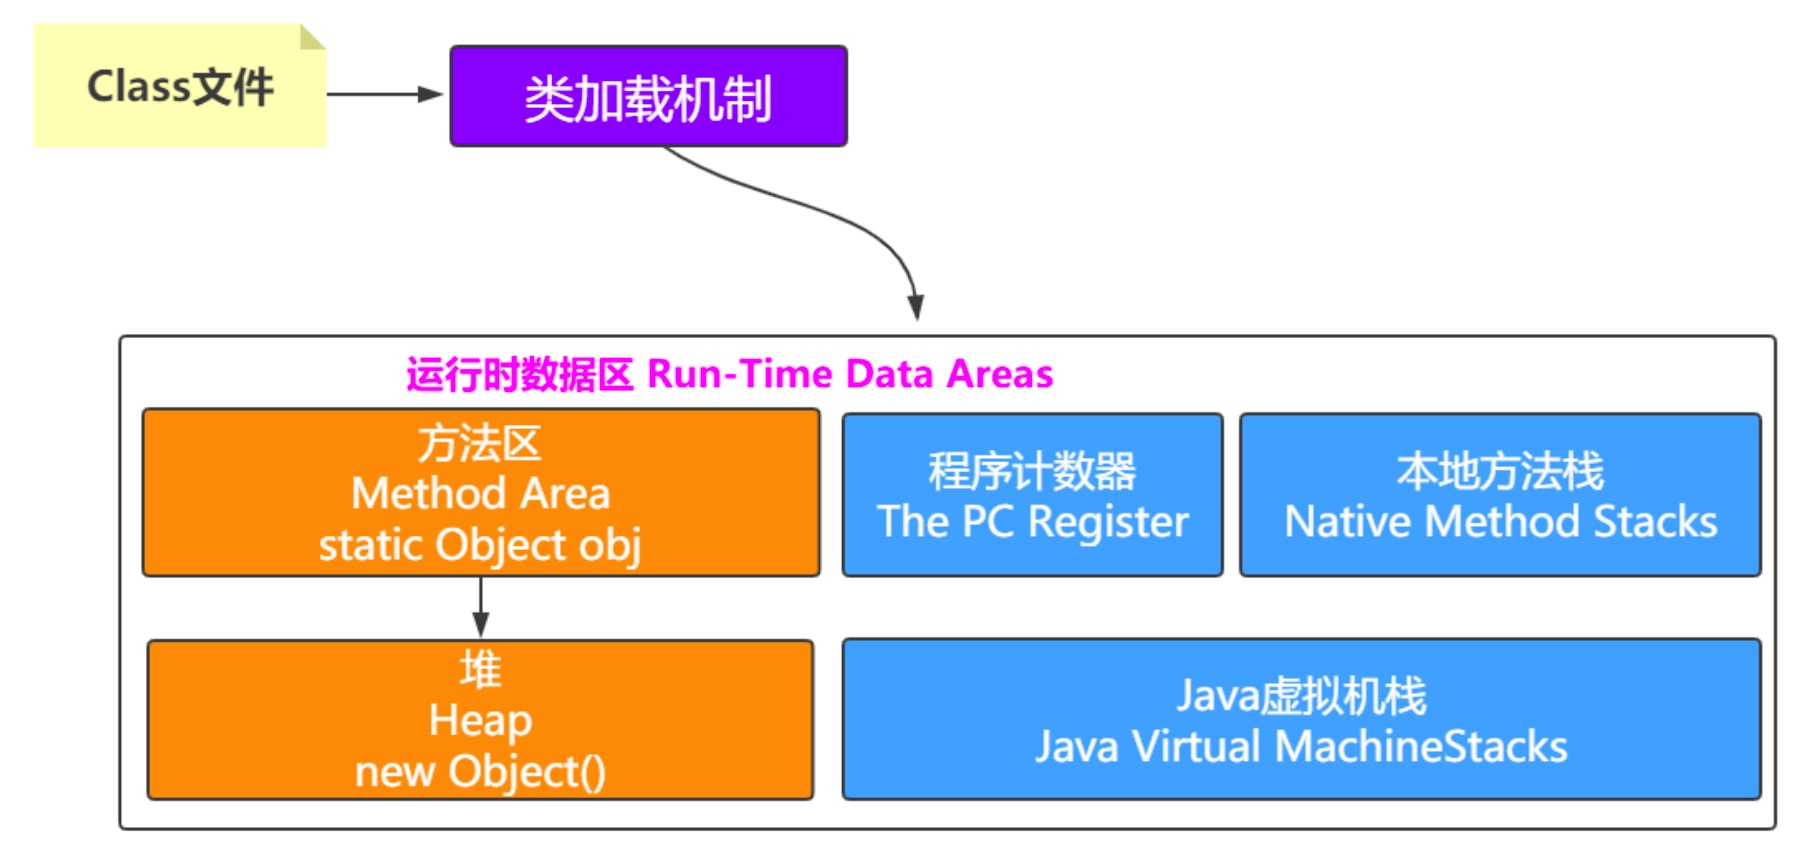 Class文件
类加载机制
运行时数据区 Run-Time Data Areas
方法区
Method Area
static Object obj
程序计数器
The PC Register
本地方法栈
Native Method Stacks
堆
Heap
new Object()
Java虚拟机栈
Java Virtual MachineStacks